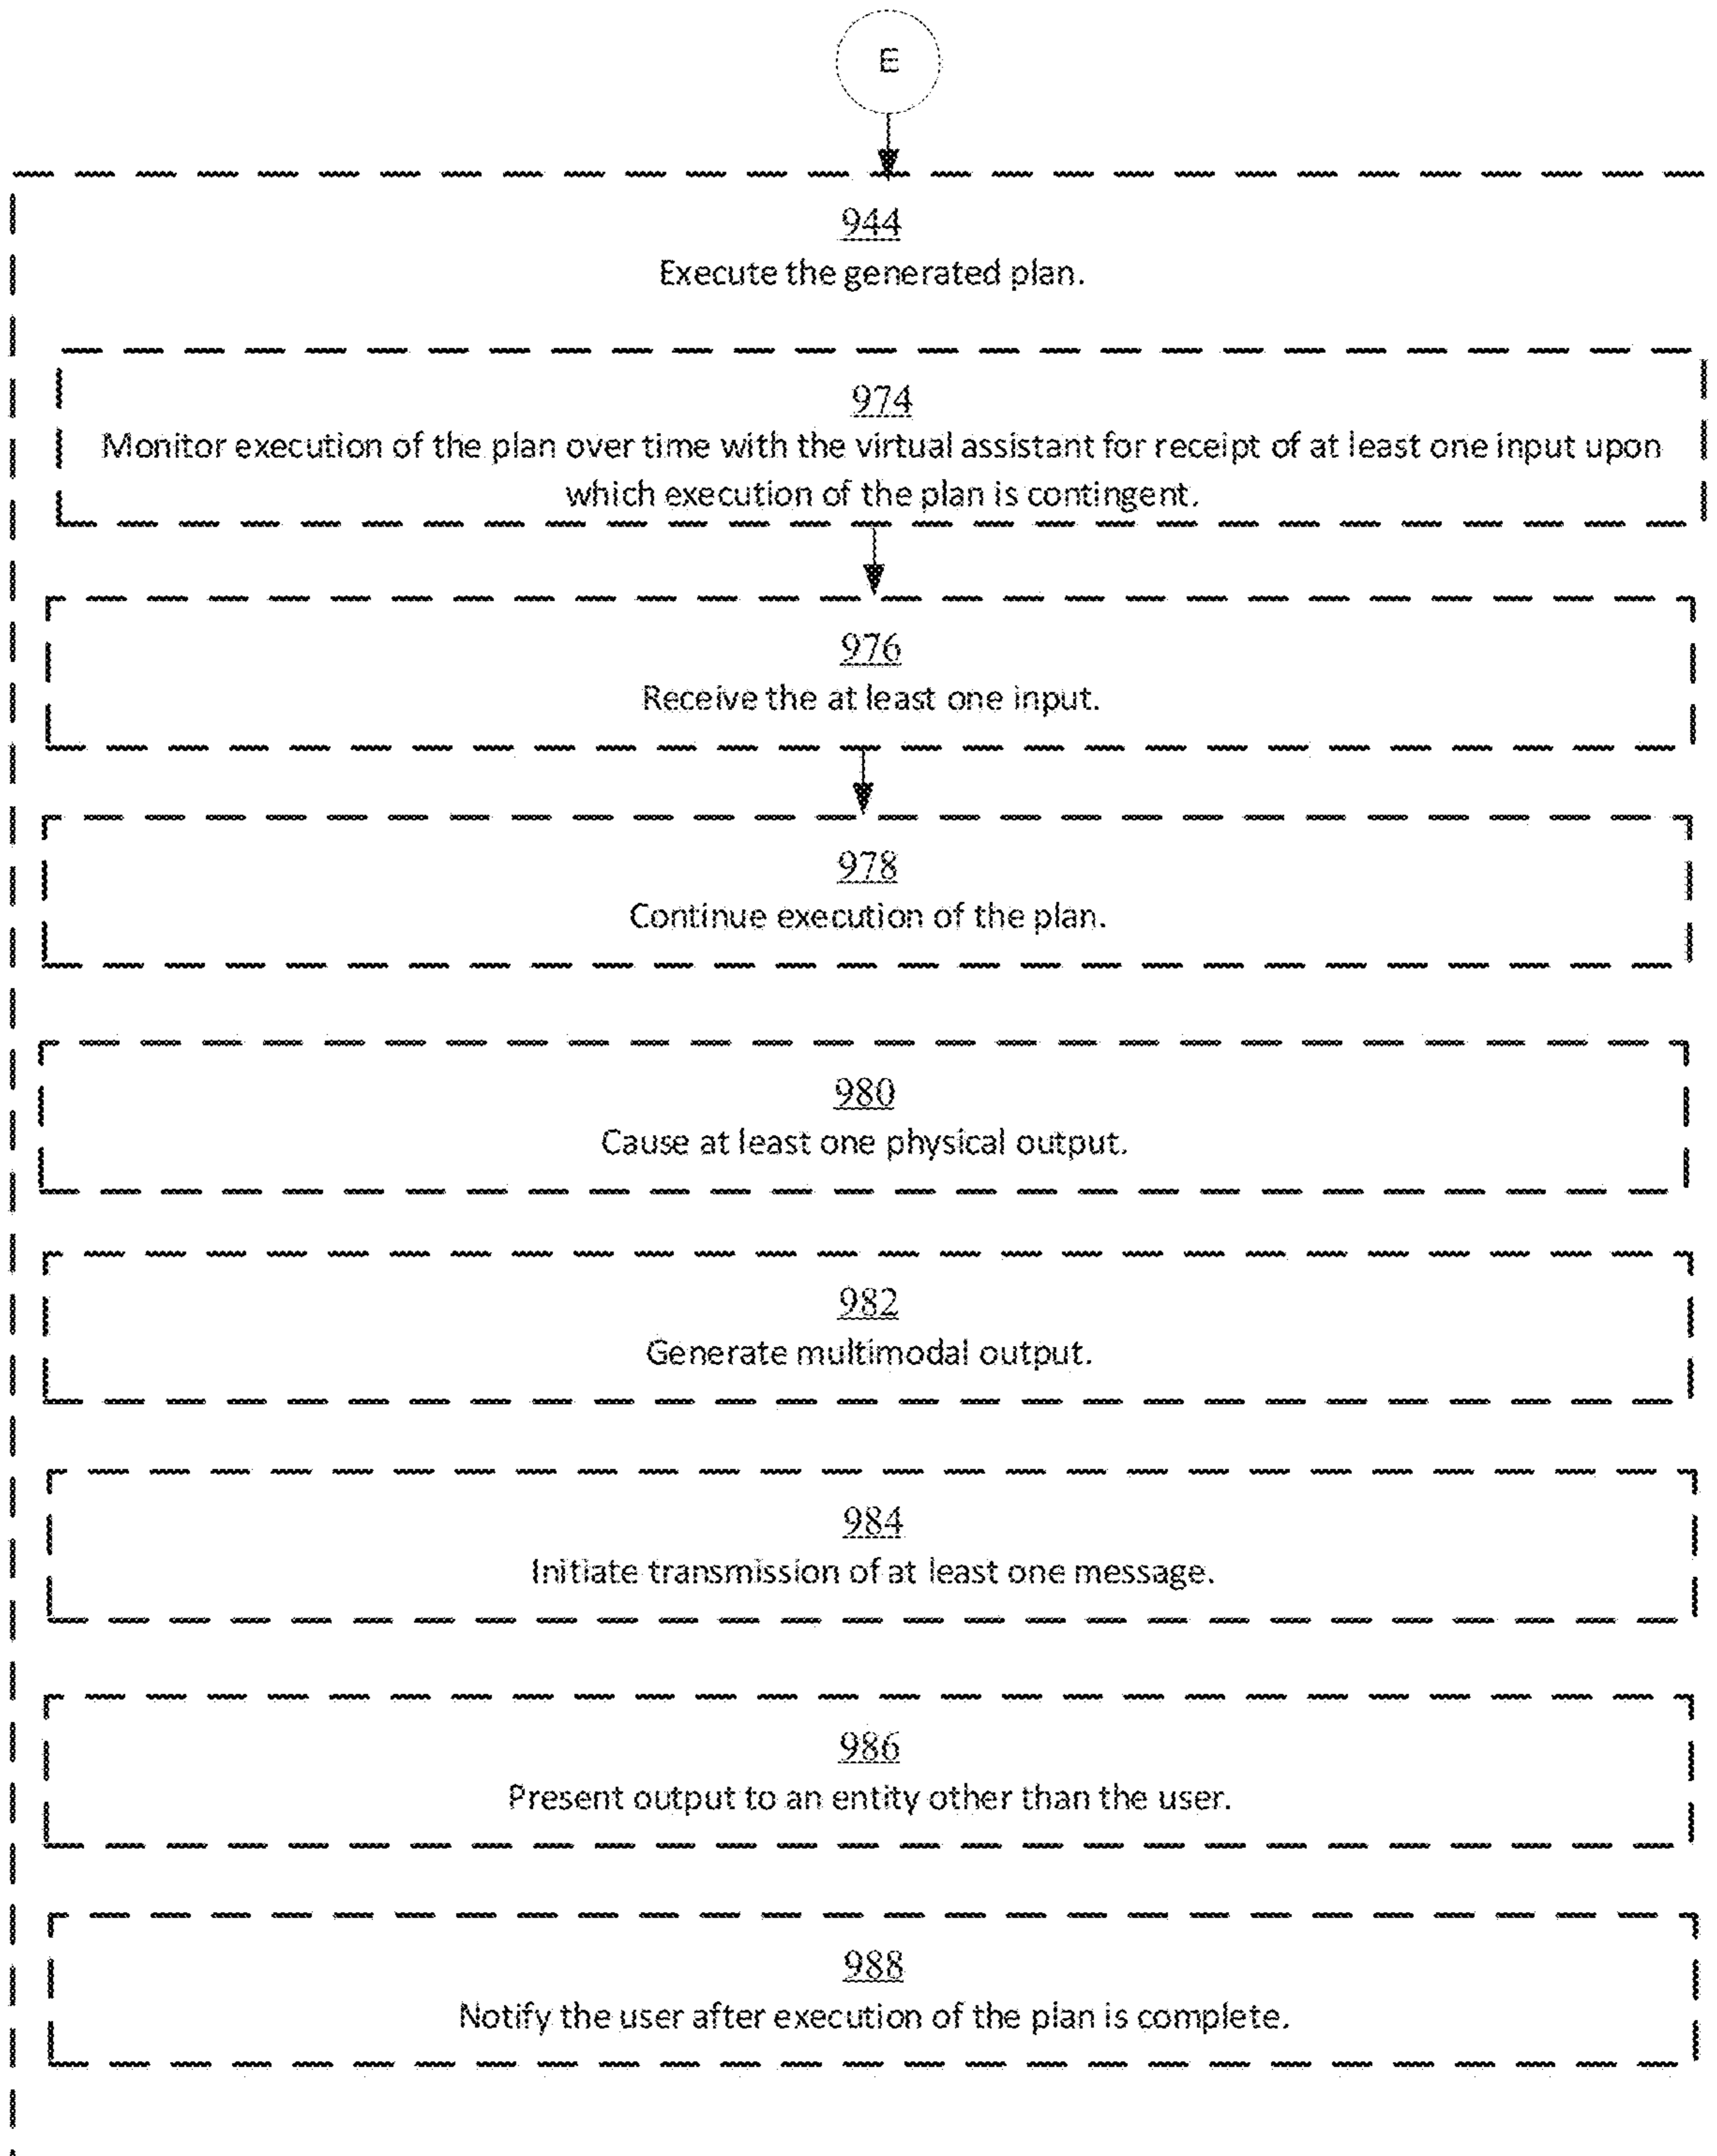 E
944
Execute the generated plan.
974
Monitor execution of the plan over time with the virtual assistant for receipt of at least one input upon
which execution of the plan is contingent.
976
Receive the at least one input.
978
Continue execution of the plan.
980
Cause at least one physical output.
982
Generate multimodal output.
984
Initiate transmission of at least one message.
986
Present output to an entity other than the user.
988
Notify the user after execution of the plan is complete.